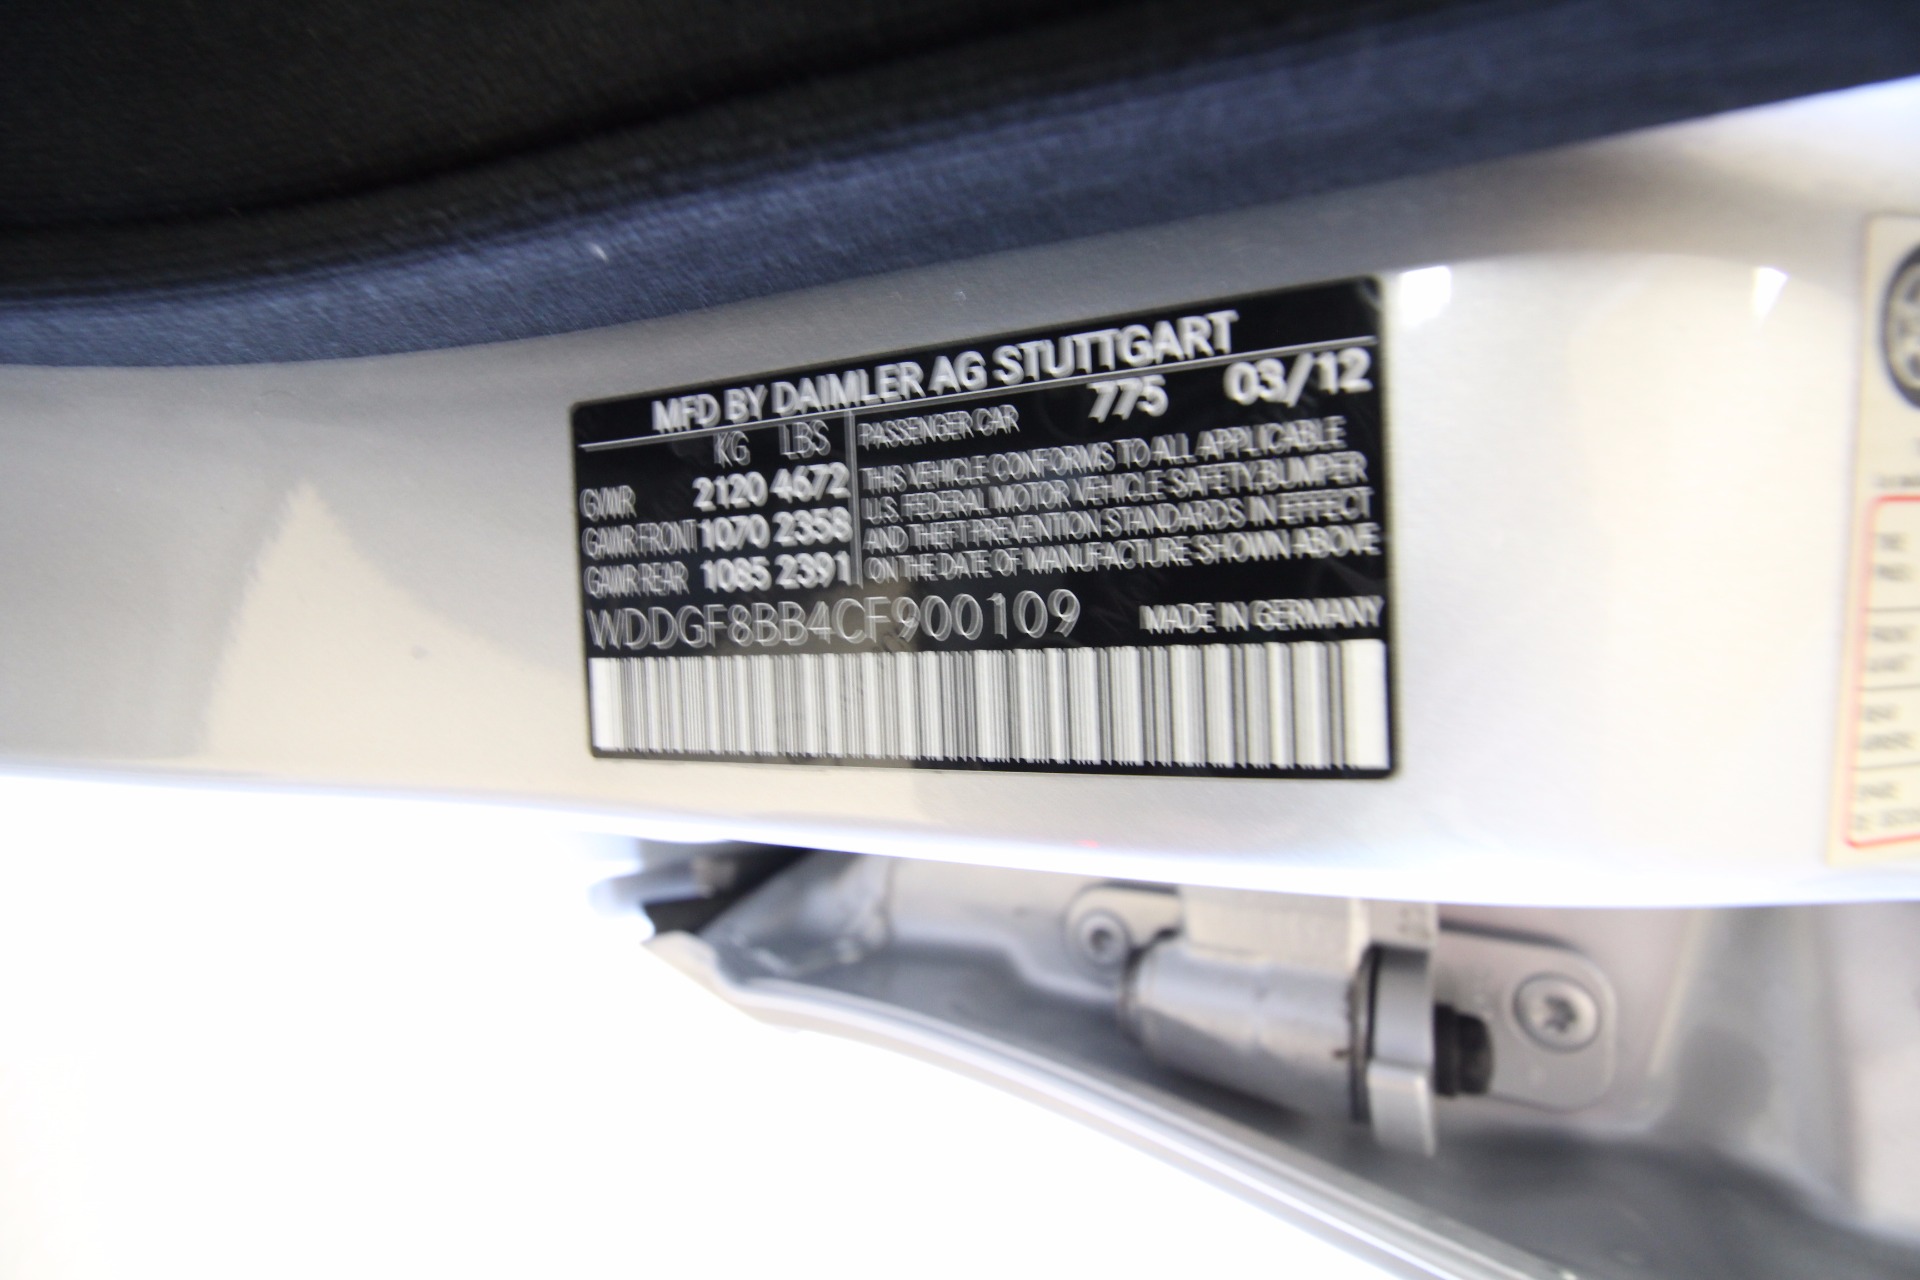 MFD BY DAIMLER AG STUTTGART
KG LBS
GVWR 2120 4672
GAWR FRONT 1070 2358
GAWR REAR 1085 2391
PASSENGER CAR 775 03/12
THIS VEHICLE CONFORMS TO ALL APPLICABLE
U.S. FEDERAL MOTOR VEHICLE SAFETY, BUMPER
AND THEFT PREVENTION STANDARDS IN EFFECT
ON THE DATE OF MANUFACTURE SHOWN ABOVE
WDDGF8BB4CF900109 MADE IN GERMANY